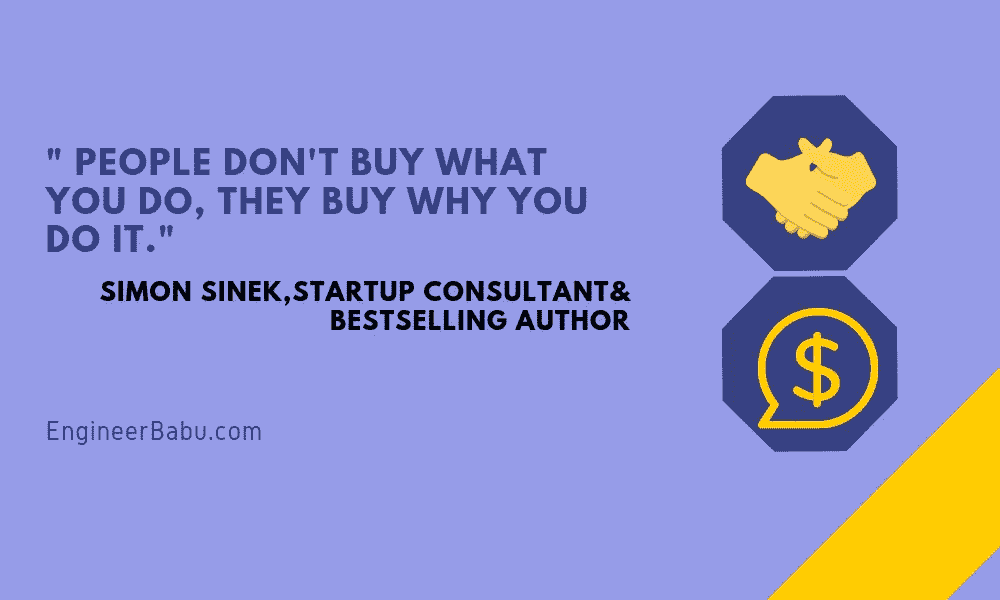 " PEOPLE DON'T BUY WHAT
YOU DO, THEY BUY WHY YOU
DO IT."
SIMON SINEK,STARTUP CONSULTANT&
BESTSELLING AUTHOR
EngineerBabu.com
$